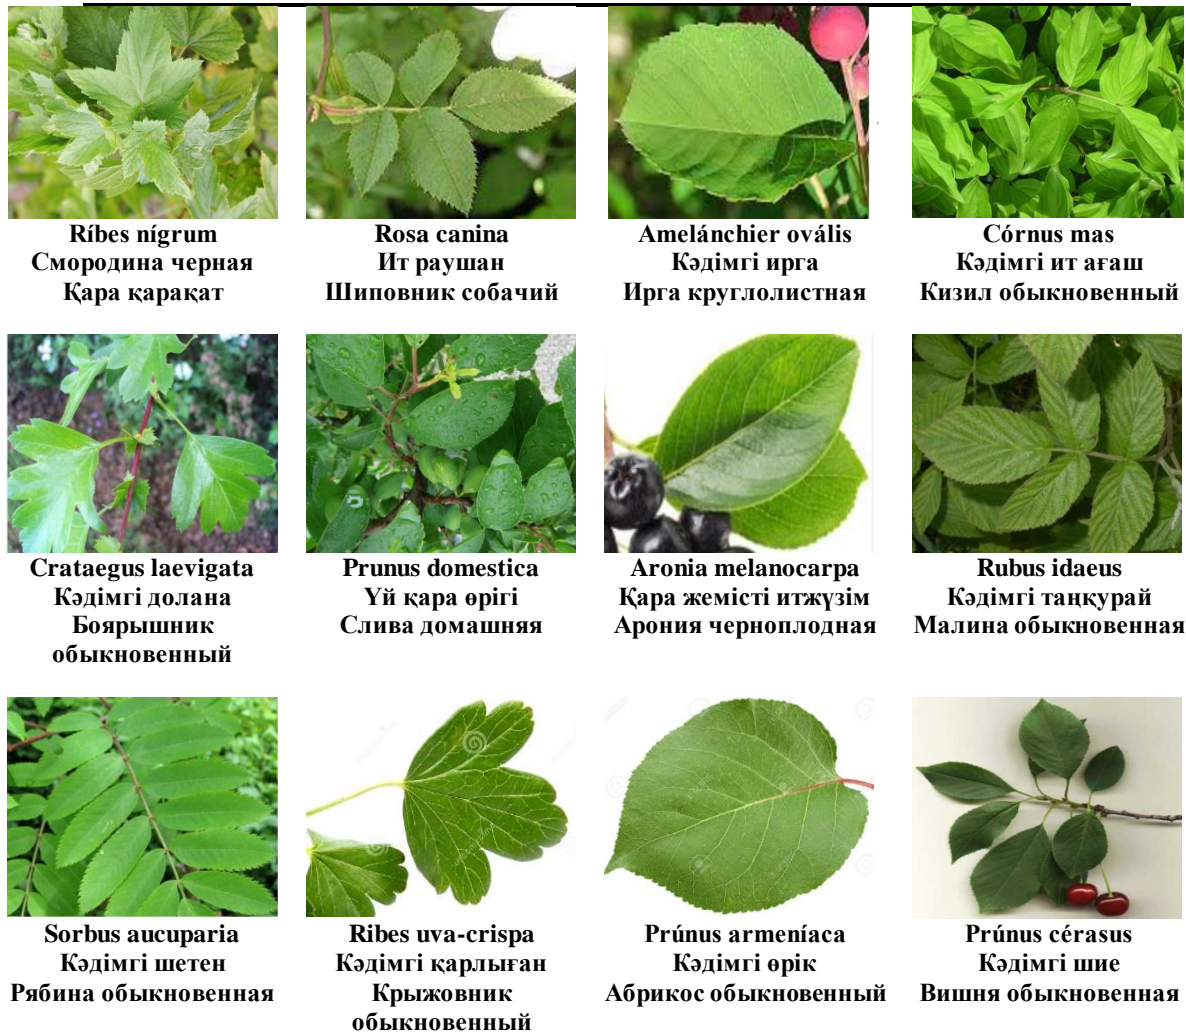 Ríbes nígrum
Смородина черная
Қара қарақат
Rosa canina
Ит раушан
Шиповник собачий
Amelánchier ovális
Кәдімгі ирга
Ирга круглолистная
Córnus mas
Кәдімгі ит ағаш
Кизил обыкновенный
Crataegus laevigata
Кәдімгі долана
Боярышник
обыкновенный
Prunus domestica
Үй қара өрігі
Слива домашняя
Aronia melanocarpa
Қара жемісті итжүзім
Арония черноплодная
Rubus idaeus
Кәдімгі таңқурай
Малина обыкновенная
Sorbus aucuparia
Кәдімгі шетен
Рябина обыкновенная
Ribes uva-crispa
Кәдімгі қарлыған
Крыжовник
обыкновенный
Prúnus armeníaca
Кәдімгі өрік
Абрикос обыкновенный
Prúnus cérasus
Кәдімгі шие
Вишня обыкновенная